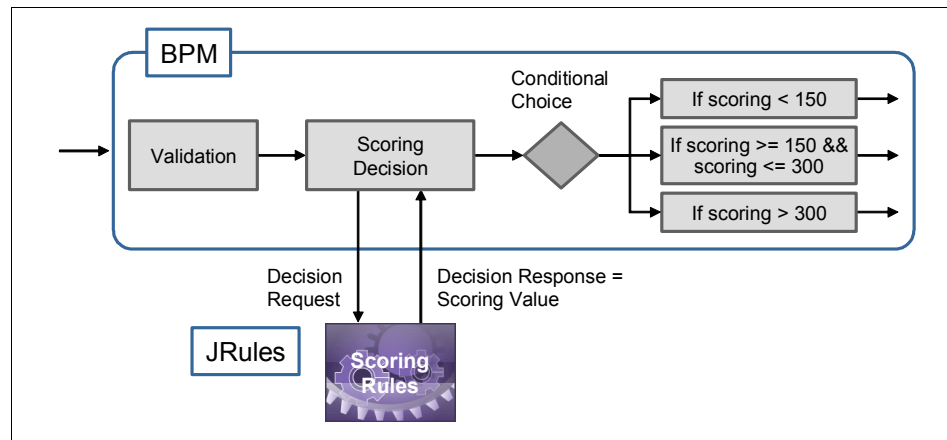 BPM
Validation
Scoring
Decision
Conditional
Choice
If scoring < 150
If scoring >= 150 &&
scoring <= 300
If scoring > 300
Decision
Request
Decision Response =
Scoring Value
JRules
Scoring
Rules